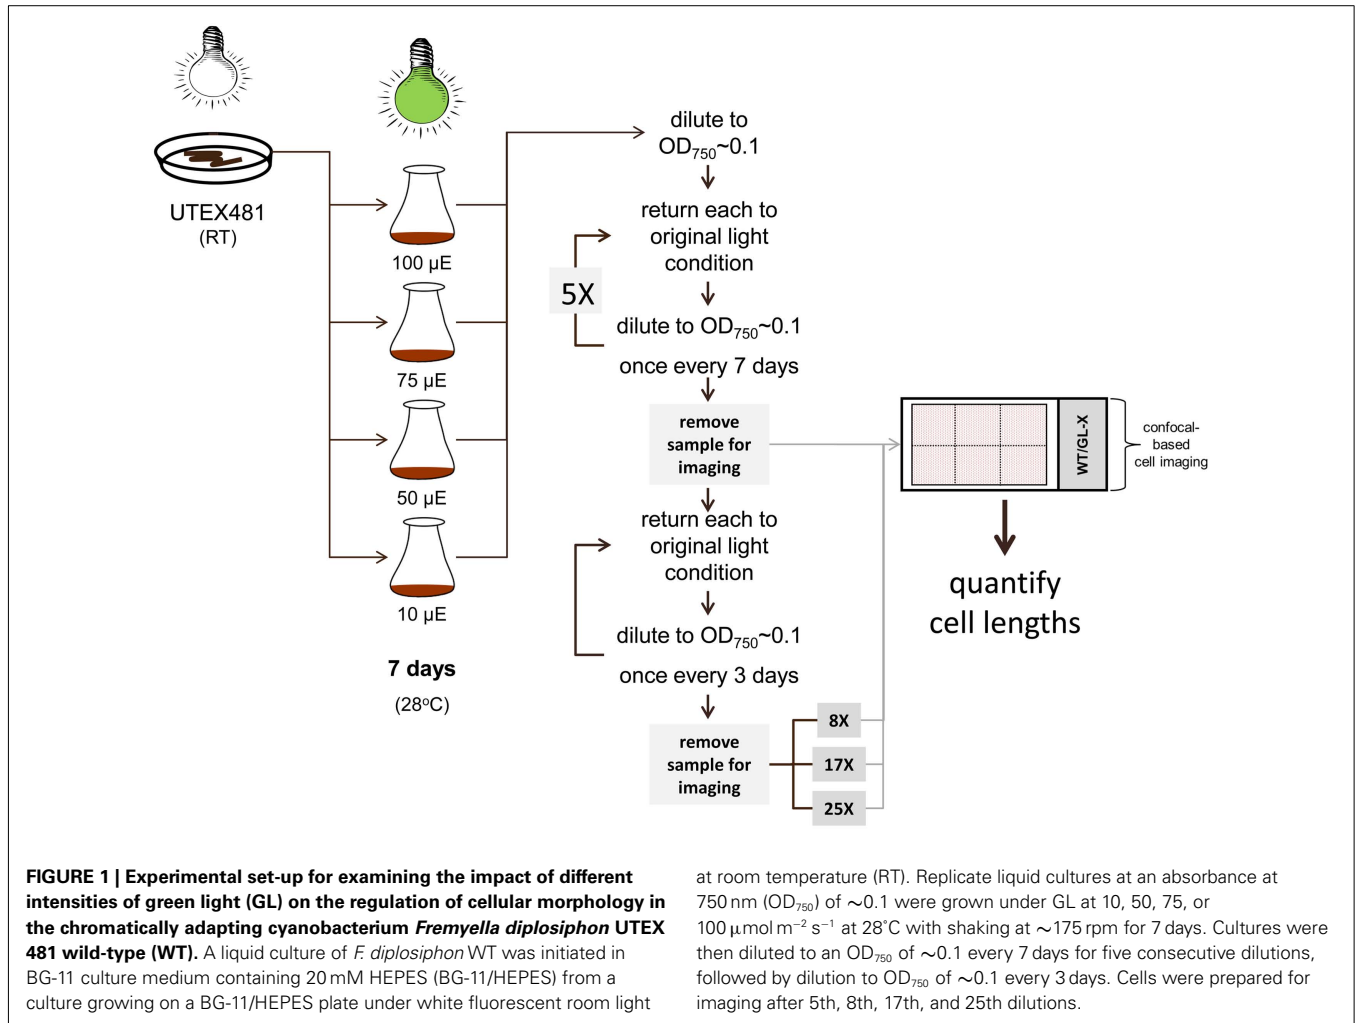 UTEX481
(RT)
100 µE
75 µE
50 µE
10 µE
7 days
(28°C)
dilute to
OD₇₅₀~0.1
return each to
original light
condition
5X
dilute to OD₇₅₀~0.1
once every 7 days
remove
sample for
imaging
return each to
original light
condition
dilute to OD₇₅₀~0.1
once every 3 days
remove
sample for
imaging
8X
17X
25X
WT/GL-X
confocal-
based
cell imaging
quantify
cell lengths
FIGURE 1 | Experimental set-up for examining the impact of different
intensities of green light (GL) on the regulation of cellular morphology in
the chromatically adapting cyanobacterium Fremyella diplosiphon UTEX
481 wild-type (WT). A liquid culture of F. diplosiphon WT was initiated in
BG-11 culture medium containing 20 mM HEPES (BG-11/HEPES) from a
culture growing on a BG-11/HEPES plate under white fluorescent room light
at room temperature (RT). Replicate liquid cultures at an absorbance at
750 nm (OD₇₅₀) of ∼0.1 were grown under GL at 10, 50, 75, or
100 µmol m⁻² s⁻¹ at 28°C with shaking at ∼175 rpm for 7 days. Cultures were
then diluted to an OD₇₅₀ of ∼0.1 every 7 days for five consecutive dilutions,
followed by dilution to OD₇₅₀ of ∼0.1 every 3 days. Cells were prepared for
imaging after 5th, 8th, 17th, and 25th dilutions.